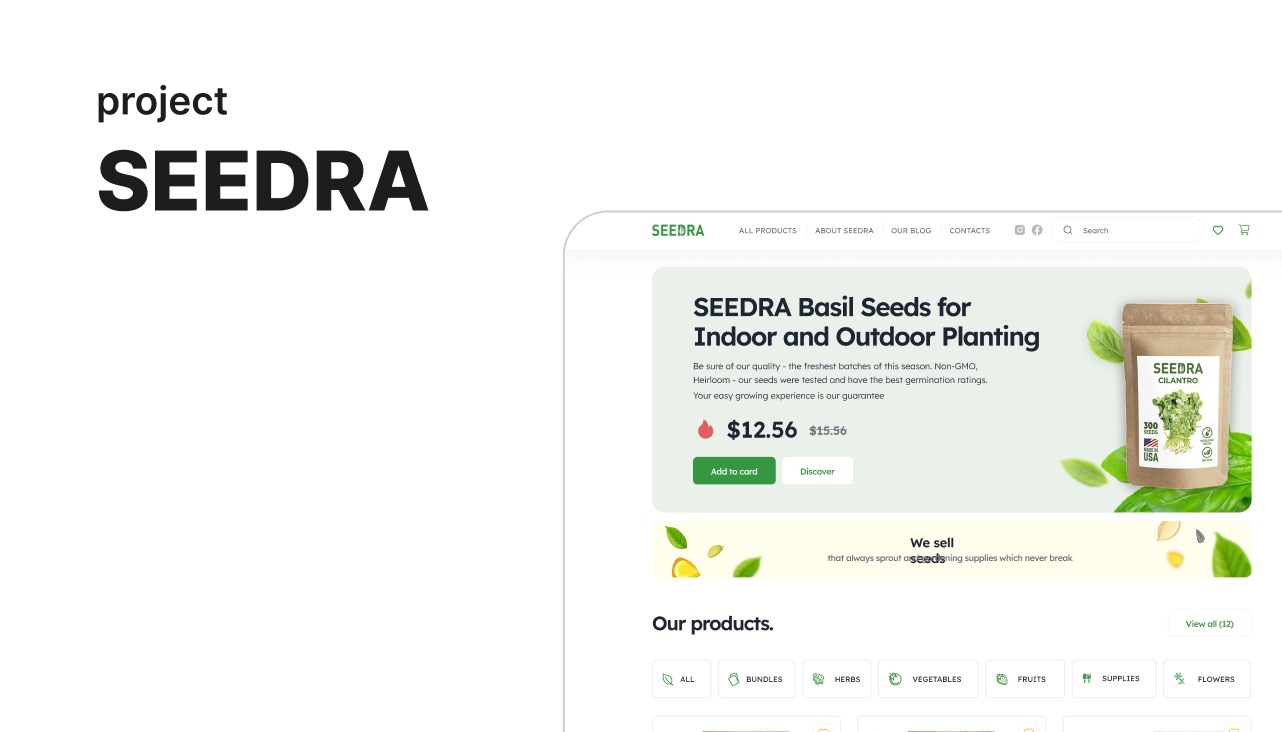 project
SEEDRA
SEEDRA
ALL PRODUCTS
ABOUT SEEDRA
OUR BLOG
CONTACTS
Search
SEEDRA Basil Seeds for
Indoor and Outdoor Planting
Be sure of our quality - the freshest batches of this season. Non-GMO,
Heirloom - our seeds were tested and have the best germination ratings.
Your easy growing experience is our guarantee
$12.56 $15.56
Add to card
Discover
SEEDRA
CILANTRO
300
SEEDS
MADE IN
USA
We sell
seeds
that always sprout and gardening supplies which never break
Our products.
View all (12)
ALL
BUNDLES
HERBS
VEGETABLES
FRUITS
SUPPLIES
FLOWERS